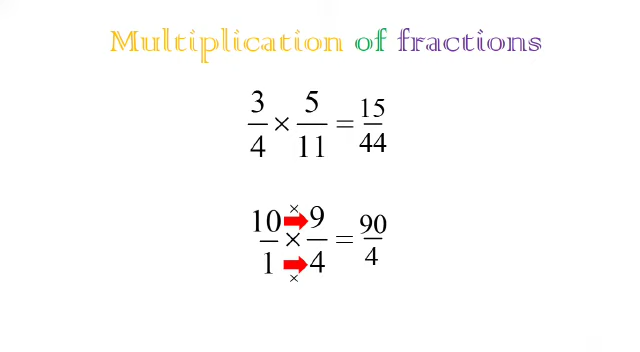 Multiplication of fractions
3/4 × 5/11 = 15/44
×
10/1 × 9/4 = 90/4
×